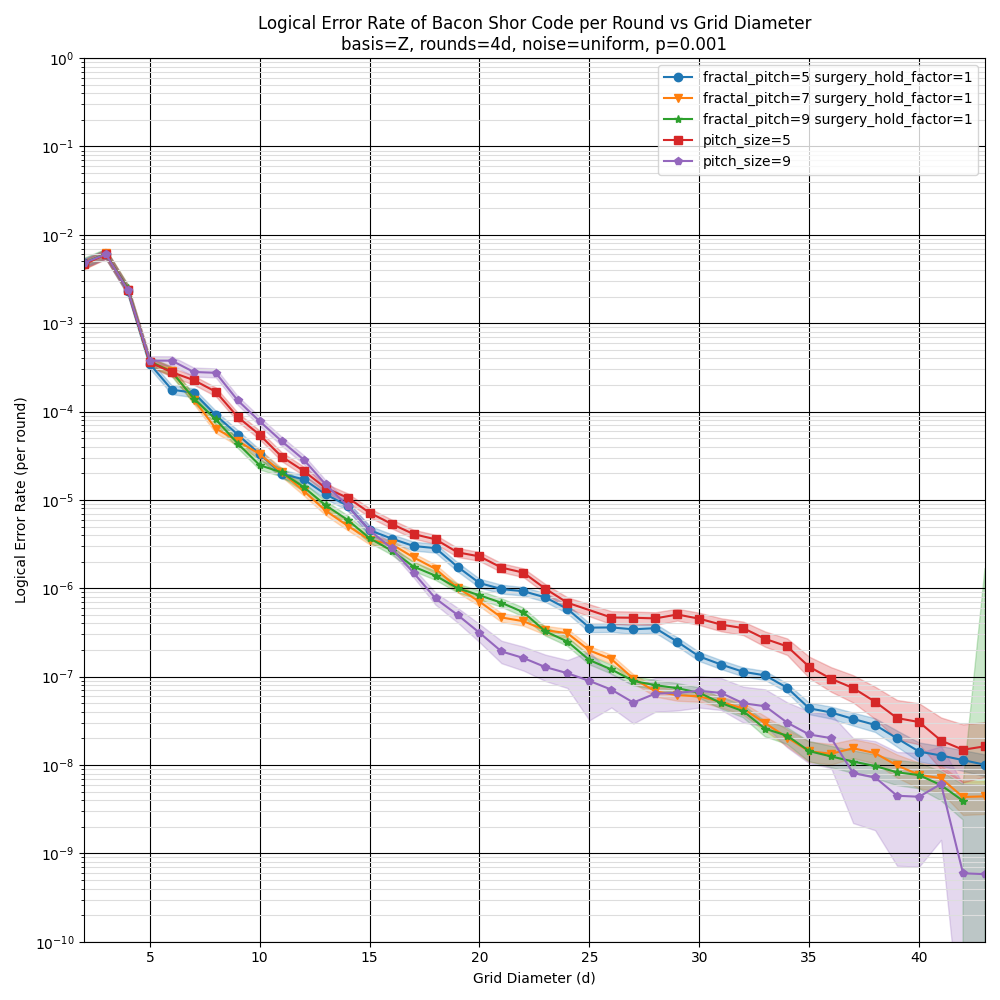 Logical Error Rate of Bacon Shor Code per Round vs Grid Diameter
basis=Z, rounds=4d, noise=uniform, p=0.001
fractal_pitch=5 surgery_hold_factor=1
fractal_pitch=7 surgery_hold_factor=1
fractal_pitch=9 surgery_hold_factor=1
pitch_size=5
pitch_size=9
Logical Error Rate (per round)
10⁰
10⁻¹
10⁻²
10⁻³
10⁻⁴
10⁻⁵
10⁻⁶
10⁻⁷
10⁻⁸
10⁻⁹
10⁻¹⁰
5 10 15 20 25 30 35 40
Grid Diameter (d)